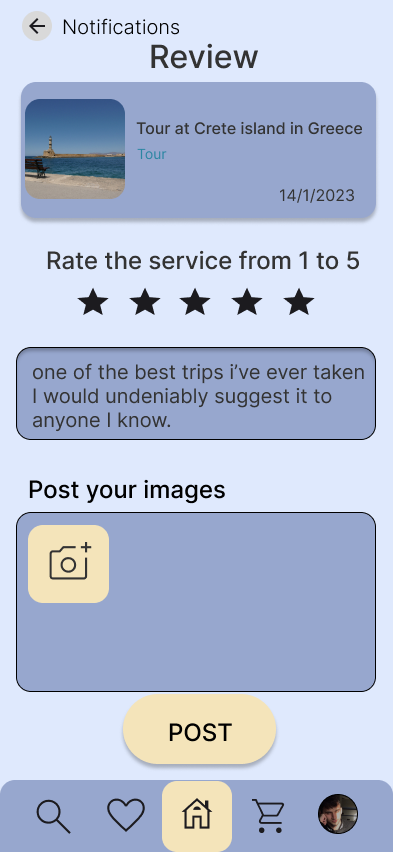 Notifications
Review
Tour at Crete island in Greece
Tour
14/1/2023
Rate the service from 1 to 5
one of the best trips i’ve ever taken
I would undeniably suggest it to
anyone I know.
Post your images
POST